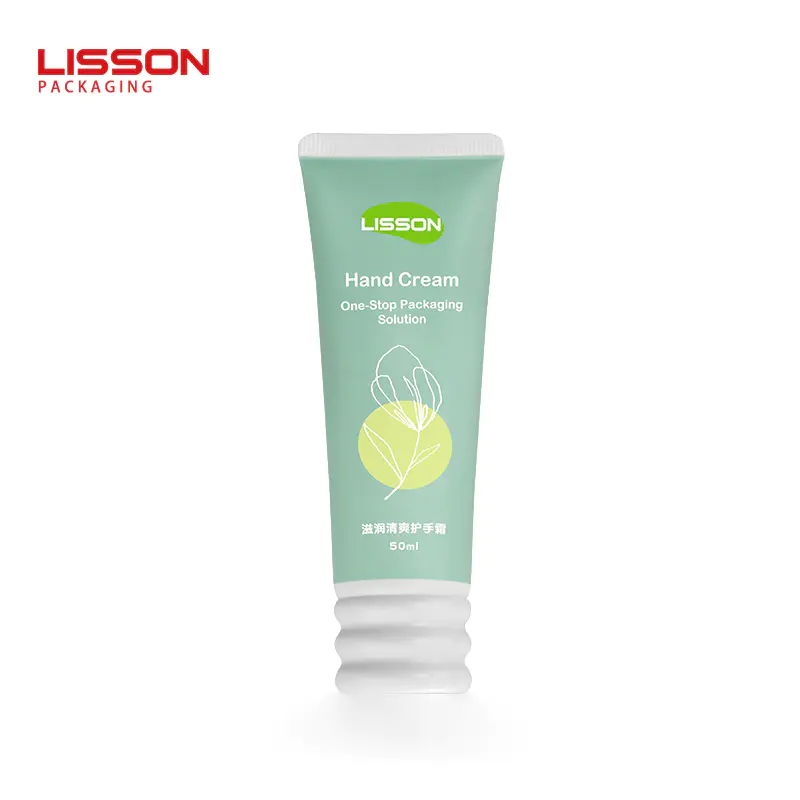 LISSON
PACKAGING
LISSON
Hand Cream
One-Stop Packaging
Solution
滋润清爽护手霜
50ml